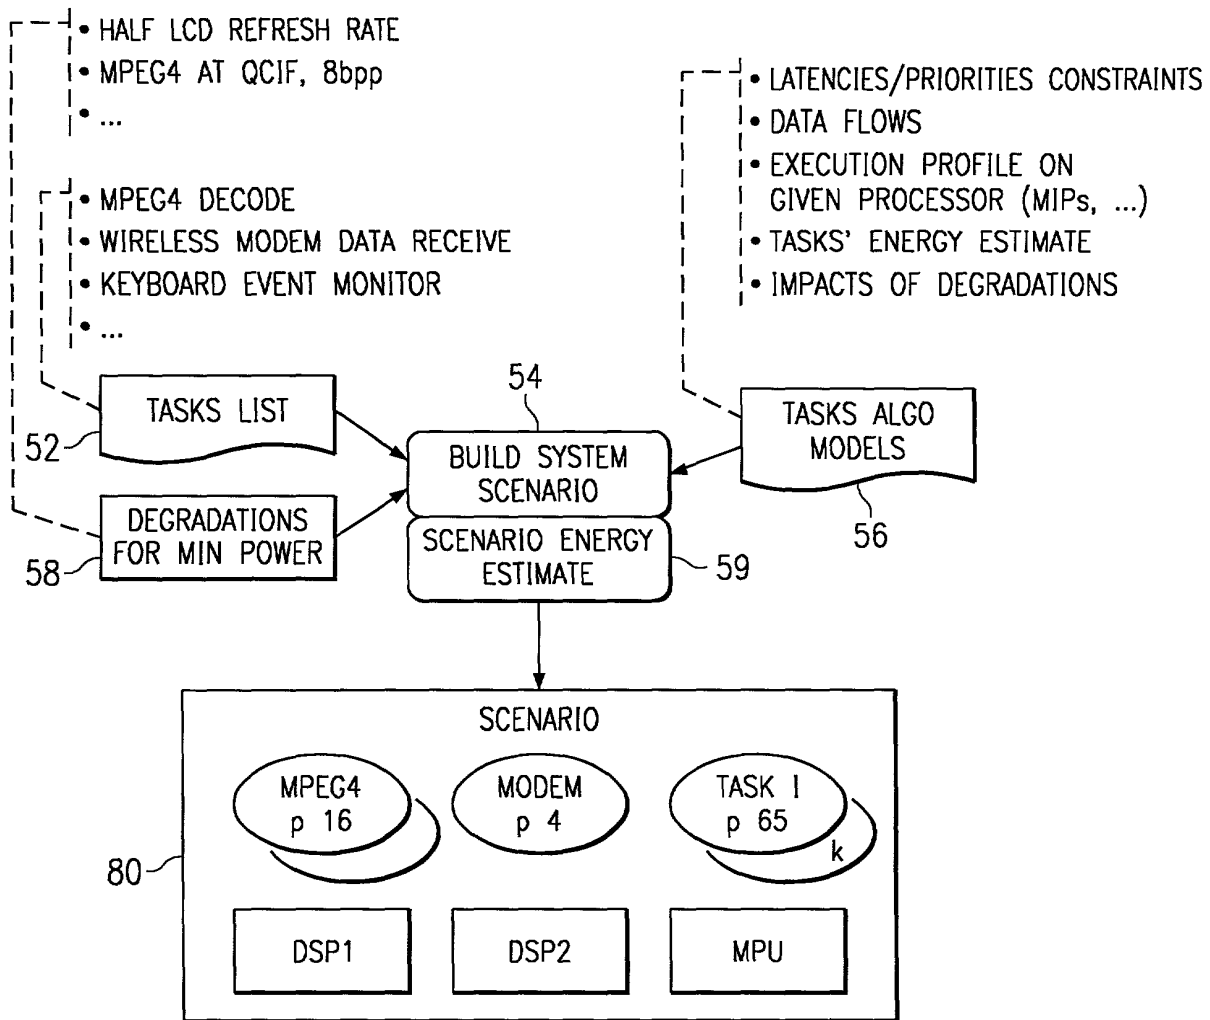 • HALF LCD REFRESH RATE
• MPEG4 AT QCIF, 8bpp
• ...
• MPEG4 DECODE
• WIRELESS MODEM DATA RECEIVE
• KEYBOARD EVENT MONITOR
• ...
• LATENCIES/PRIORITIES CONSTRAINTS
• DATA FLOWS
• EXECUTION PROFILE ON
GIVEN PROCESSOR (MIPs, ...)
• TASKS' ENERGY ESTIMATE
• IMPACTS OF DEGRADATIONS
TASKS LIST
52
DEGRADATIONS
FOR MIN POWER
58
54
BUILD SYSTEM
SCENARIO
SCENARIO ENERGY
ESTIMATE
59
TASKS ALGO
MODELS
56
SCENARIO
MPEG4
p 16
MODEM
p 4
TASK I
p 65
k
80
DSP1
DSP2
MPU